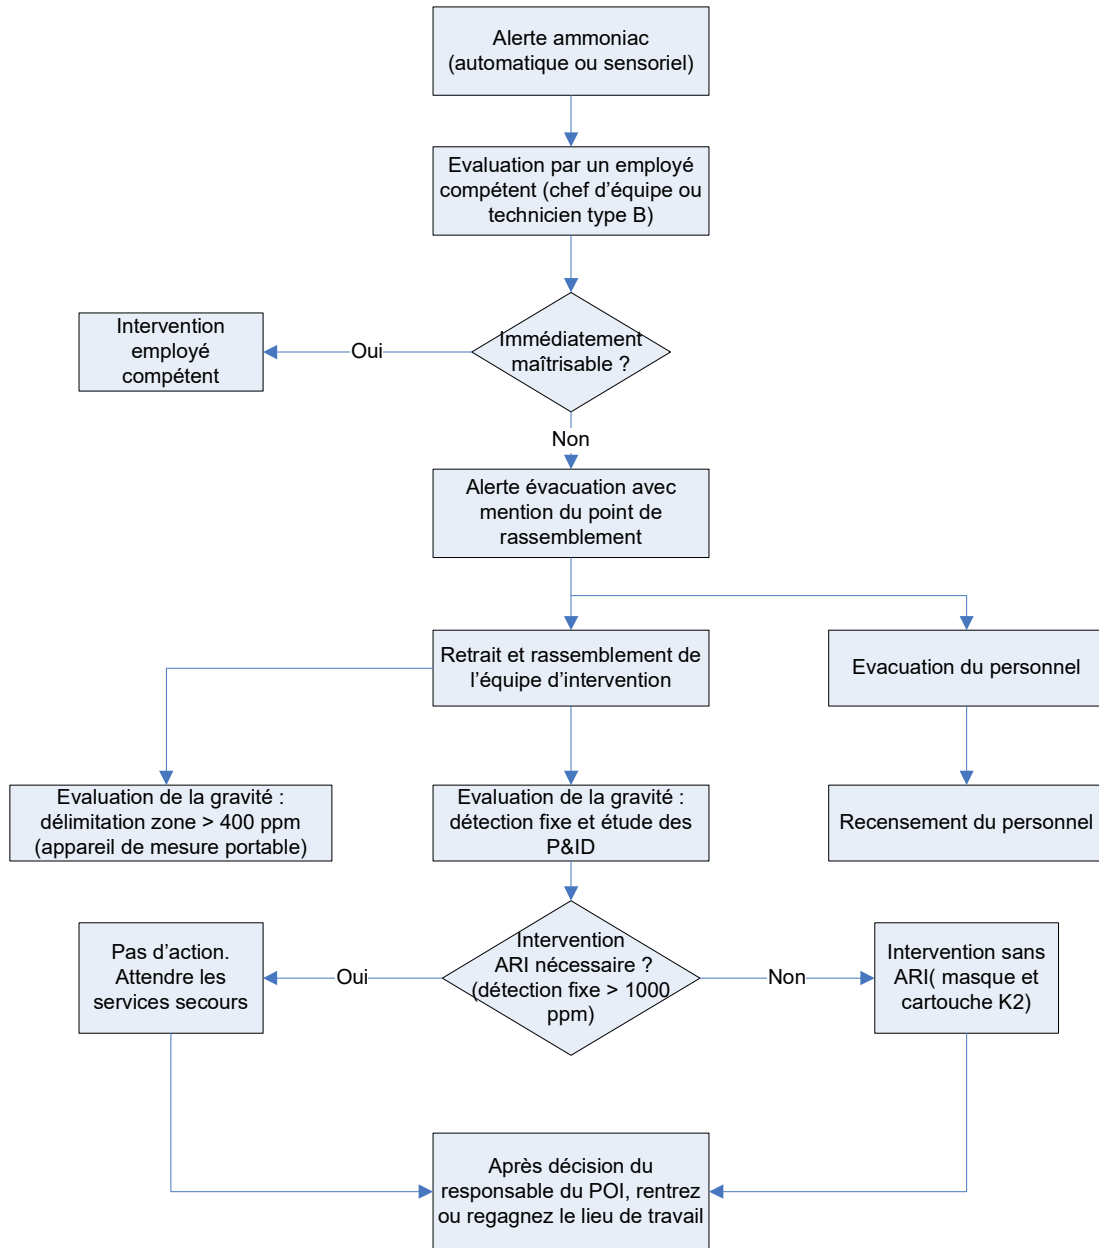 Alerte ammoniac
(automatique ou sensoriel)
Evaluation par un employé
compétent (chef d'équipe ou
technicien type B)
Immédiatement
maîtrisable ?
Oui
Intervention
employé
compétent
Non
Alerte évacuation avec
mention du point de
rassemblement
Retrait et rassemblement de
l'équipe d'intervention
Evacuation du personnel
Evaluation de la gravité :
délimitation zone > 400 ppm
(appareil de mesure portable)
Evaluation de la gravité :
détection fixe et étude des
P&ID
Recensement du personnel
Pas d'action.
Attendre les
services secours
Oui
Intervention
ARI nécessaire ?
(détection fixe > 1000
ppm)
Non
Intervention sans
ARI( masque et
cartouche K2)
Après décision du
responsable du POI, rentrez
ou regagnez le lieu de travail